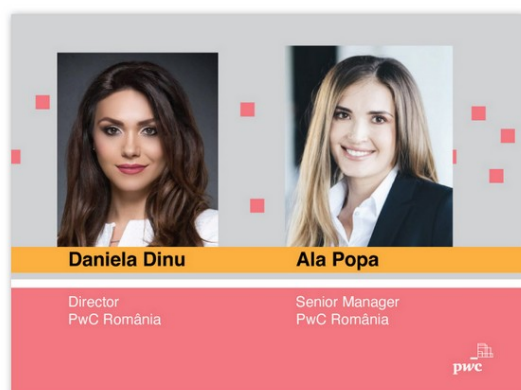 Daniela Dinu
Ala Popa
Director
PwC România
Senior Manager
PwC România
pwc